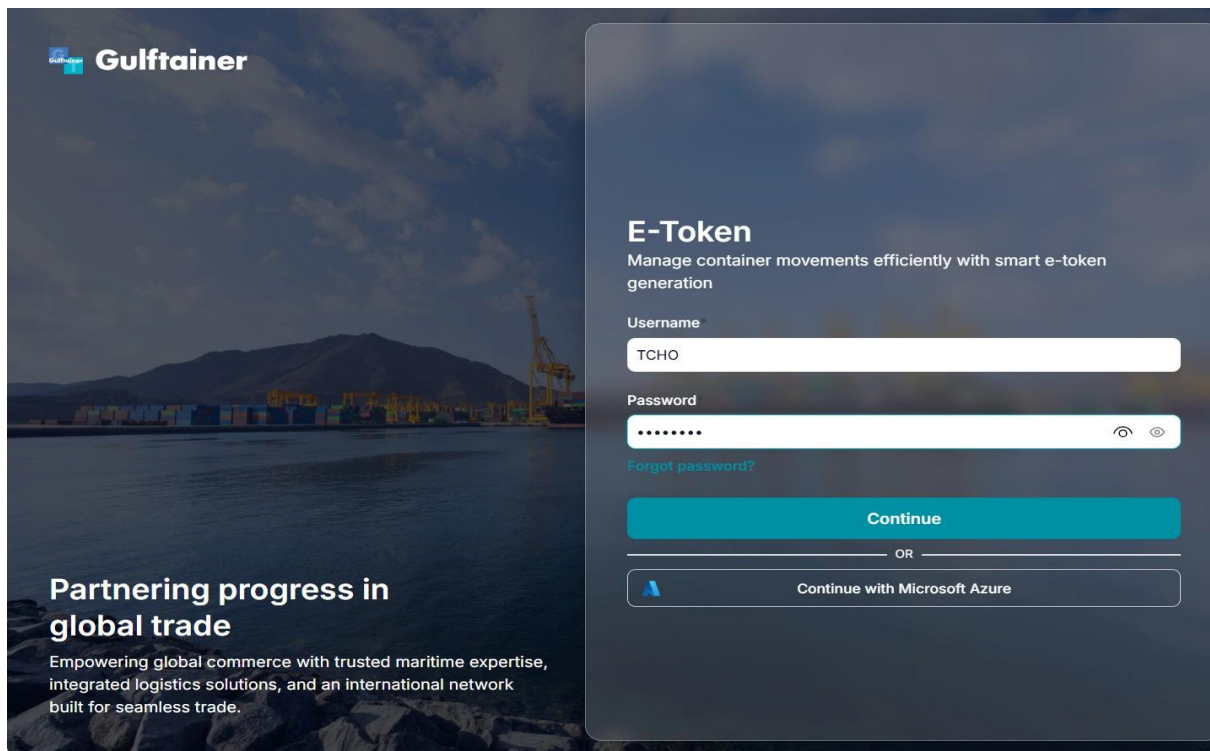 Gulftainer
E-Token
Manage container movements efficiently with smart e-token
generation
Username*
TCHO
Password
••••••••
Forgot password?
Continue
OR
Continue with Microsoft Azure
Partnering progress in
global trade
Empowering global commerce with trusted maritime expertise,
integrated logistics solutions, and an international network
built for seamless trade.